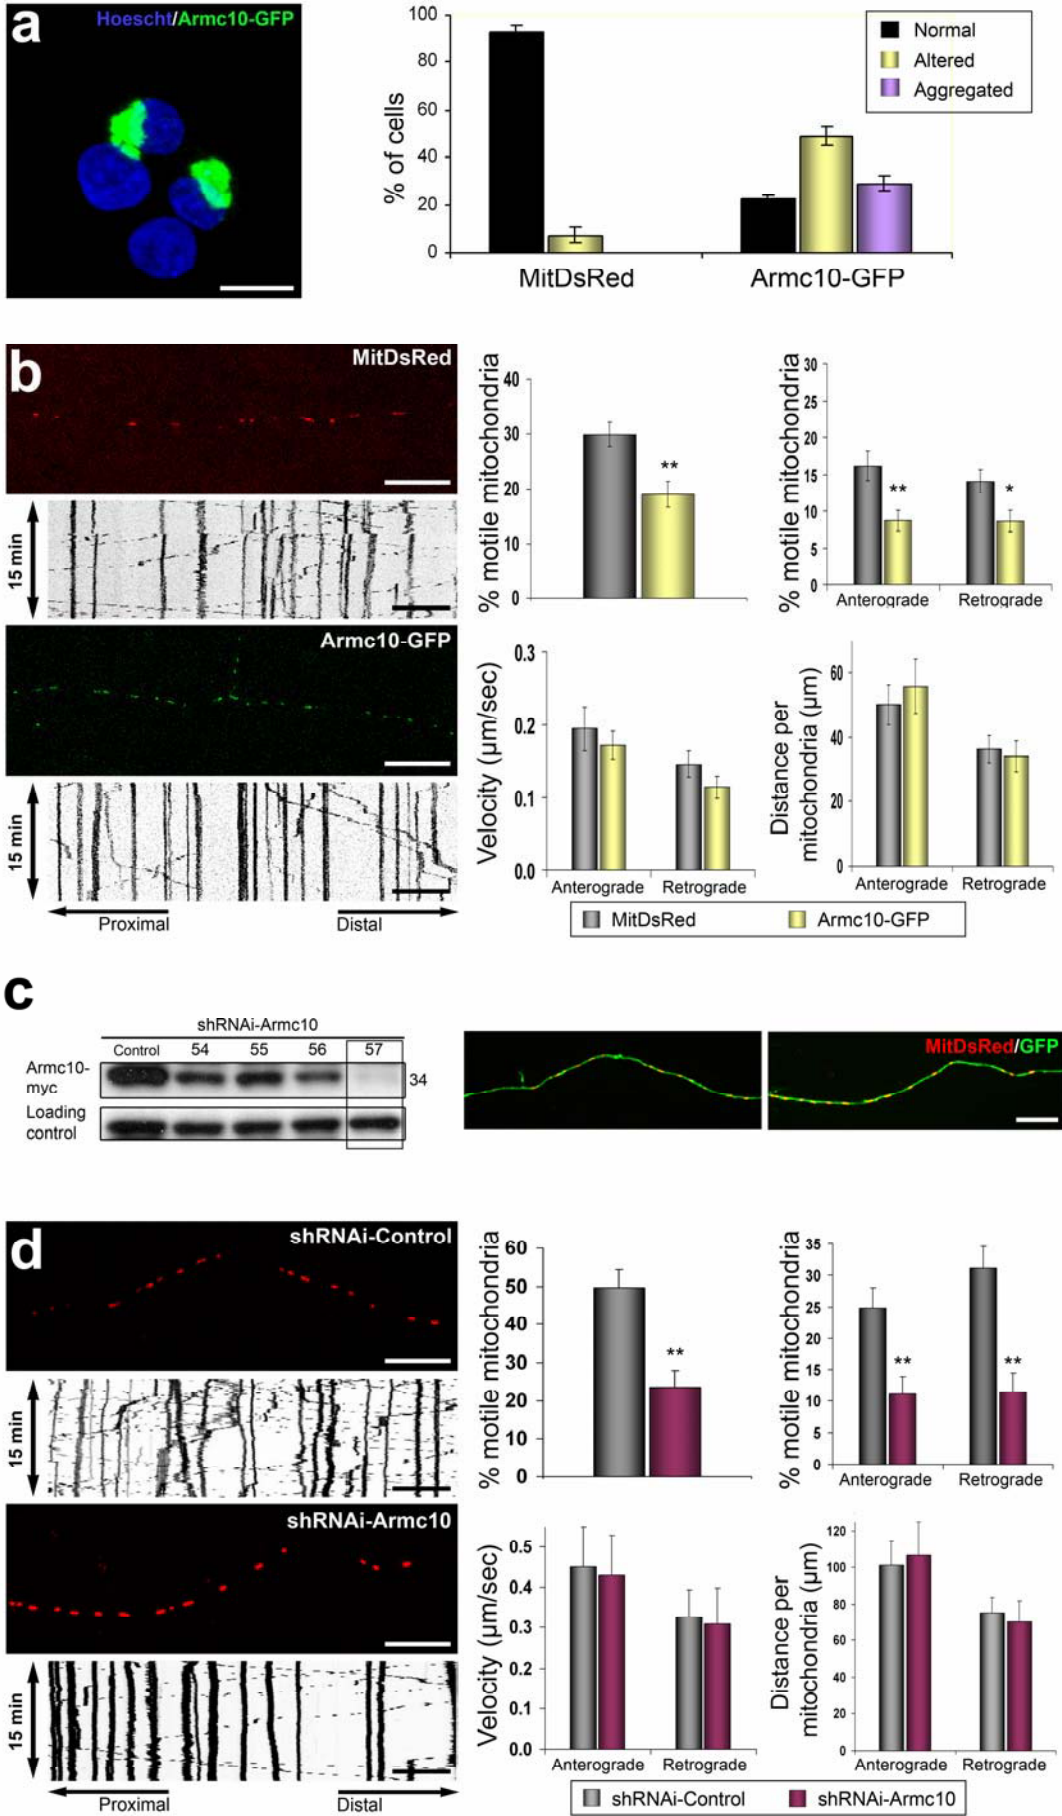 a
Hoescht/Armc10-GFP
% of cells
100
80
60
40
20
0
Normal
Altered
Aggregated
MitDsRed
Armc10-GFP
b
MitDsRed
15 min
Armc10-GFP
15 min
Proximal
Distal
% motile mitochondria
40
30
20
10
0
% motile mitochondria
30
25
20
15
10
5
0
**
**
*
Anterograde
Retrograde
Velocity (µm/sec)
0.3
0.2
0.1
0.0
Anterograde
Retrograde
Distance per
mitochondria (µm)
60
40
20
0
Anterograde
Retrograde
MitDsRed
Armc10-GFP
c
shRNAi-Armc10
Control 54 55 56 57
Armc10-
myc
34
Loading
control
MitDsRed/GFP
d
shRNAi-Control
15 min
shRNAi-Armc10
15 min
Proximal
Distal
% motile mitochondria
60
50
40
30
20
10
0
**
% motile mitochondria
35
30
25
20
15
10
5
0
**
**
Anterograde
Retrograde
Velocity (µm/sec)
0.5
0.4
0.3
0.2
0.1
0.0
Anterograde
Retrograde
Distance per
mitochondria (µm)
120
100
80
60
40
20
0
Anterograde
Retrograde
shRNAi-Control
shRNAi-Armc10